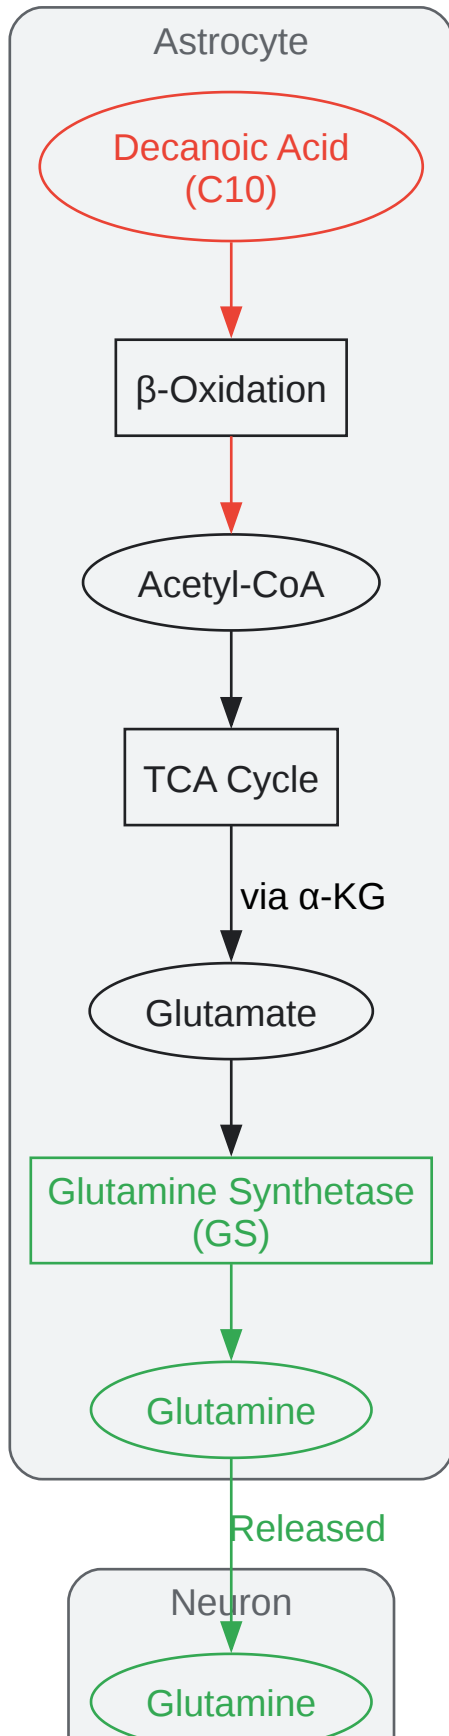 Astrocyte
Decanoic Acid
(C10)
β-Oxidation
Acetyl-CoA
TCA Cycle
via α-KG
Glutamate
Glutamine Synthetase
(GS)
Glutamine
Released
Neuron
Glutamine